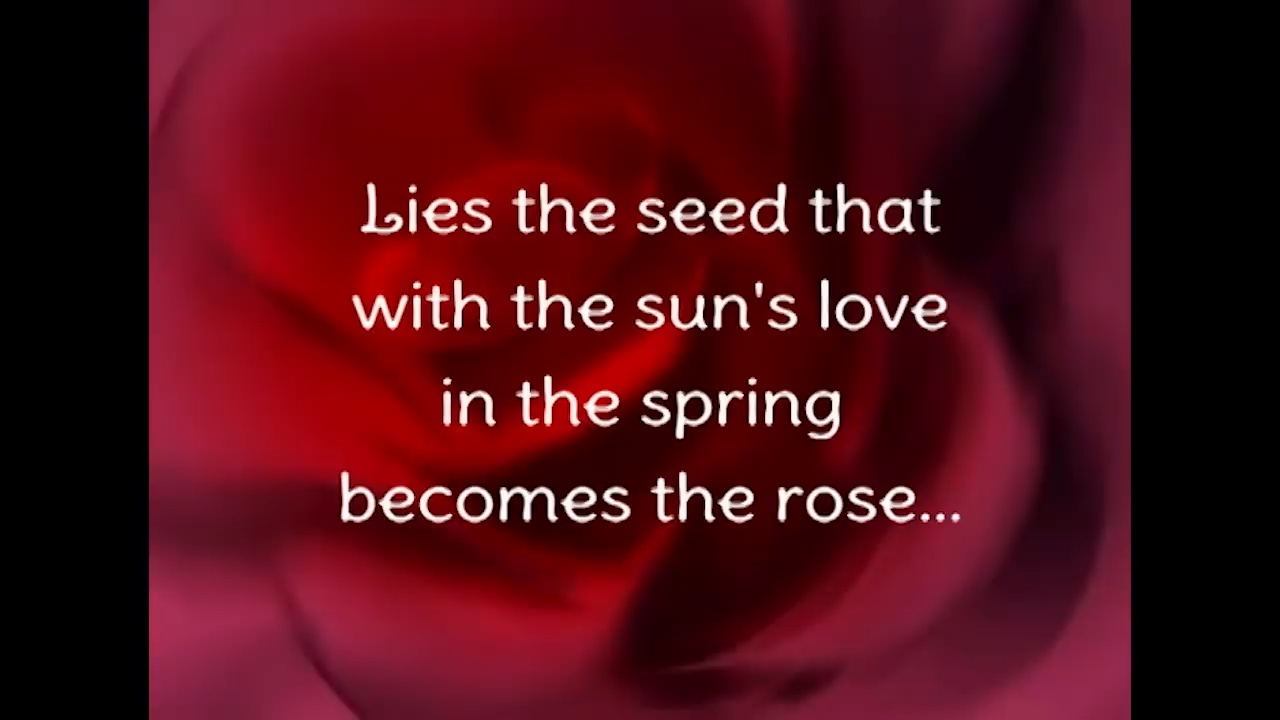 Lies the seed that
with the sun's love
in the spring
becomes the rose...